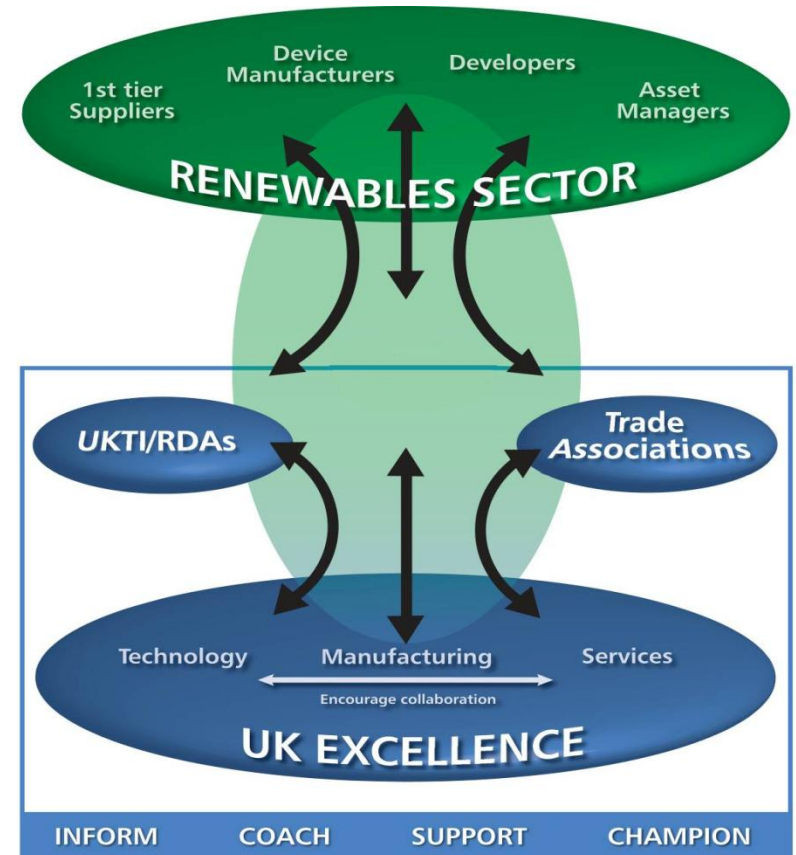 Device
Manufacturers
Developers
1st tier
Suppliers
Asset
Managers
RENEWABLES SECTOR
UKTI/RDAs
Trade
Associations
Technology
Manufacturing
Services
Encourage collaboration
UK EXCELLENCE
INFORM COACH SUPPORT CHAMPION